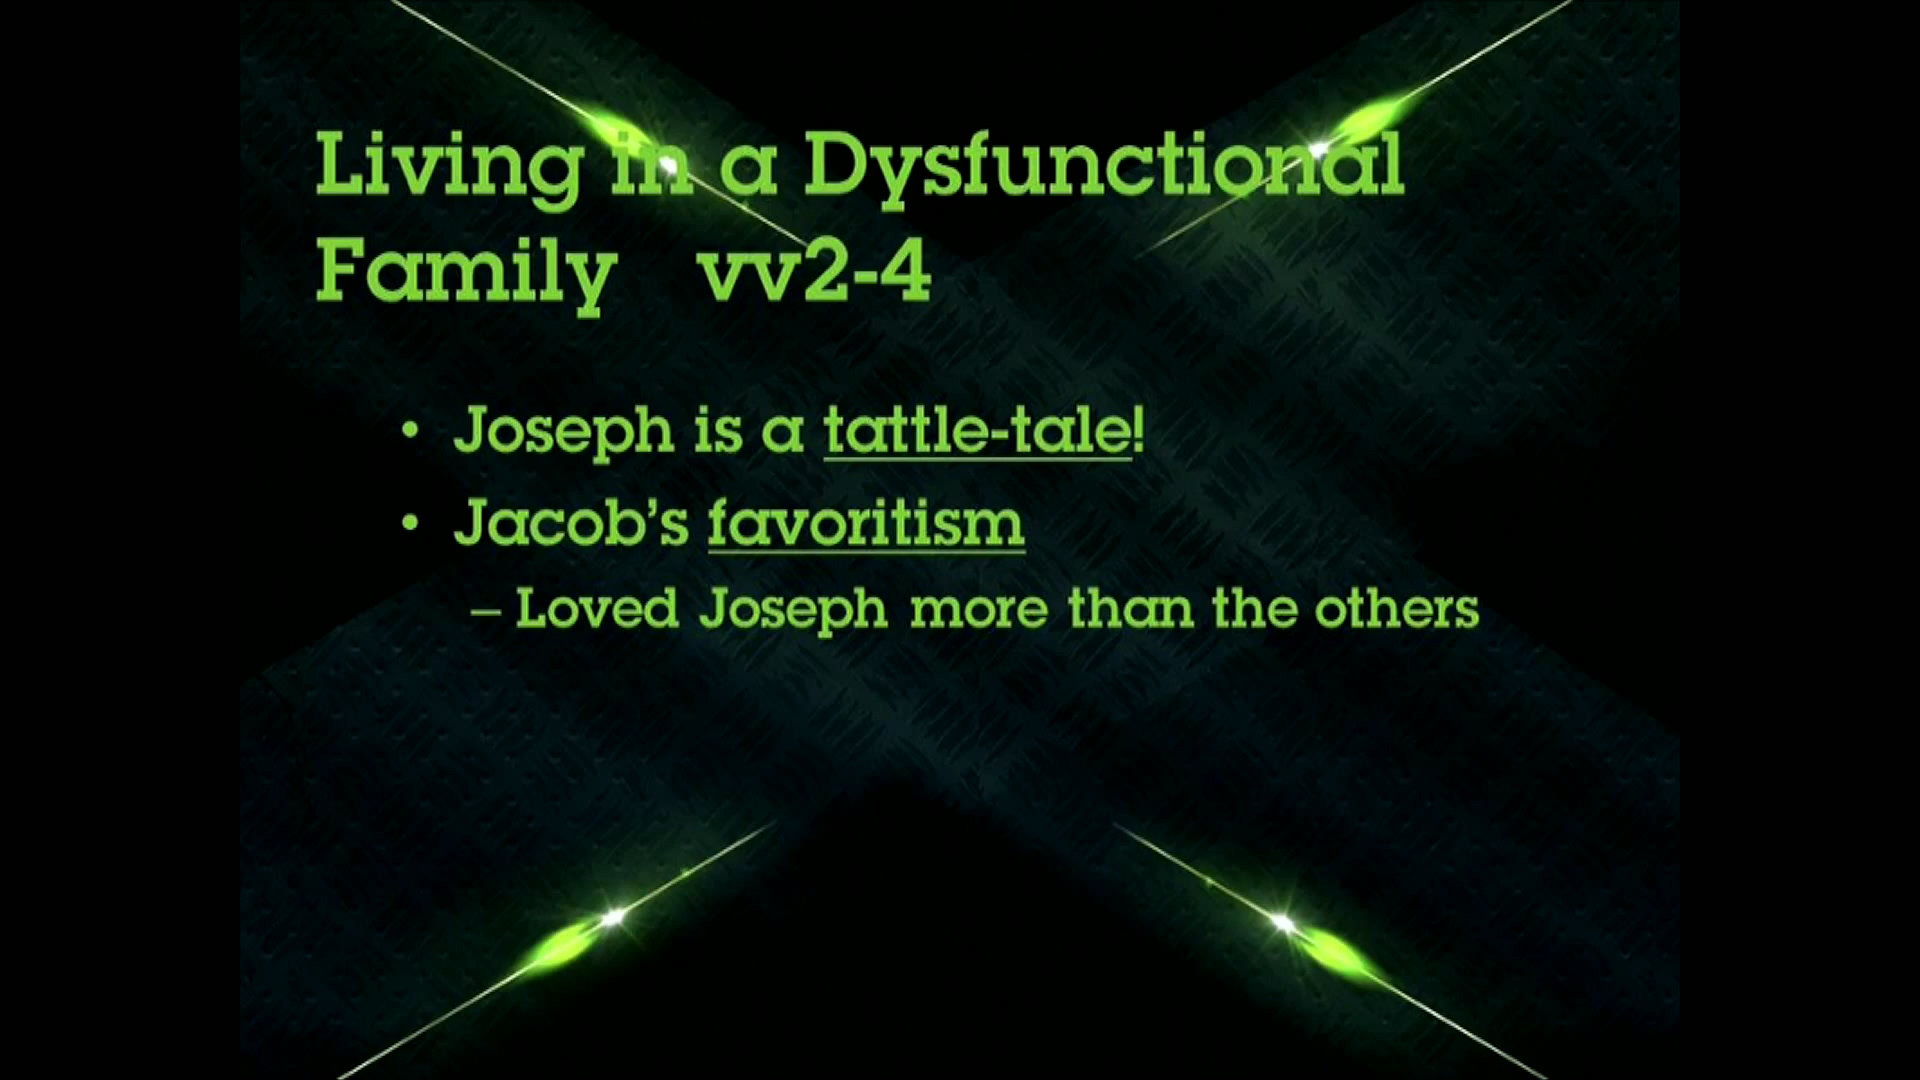 Living in a Dysfunctional
Family vv2-4
• Joseph is a tattle-tale!
• Jacob’s favoritism
– Loved Joseph more than the others